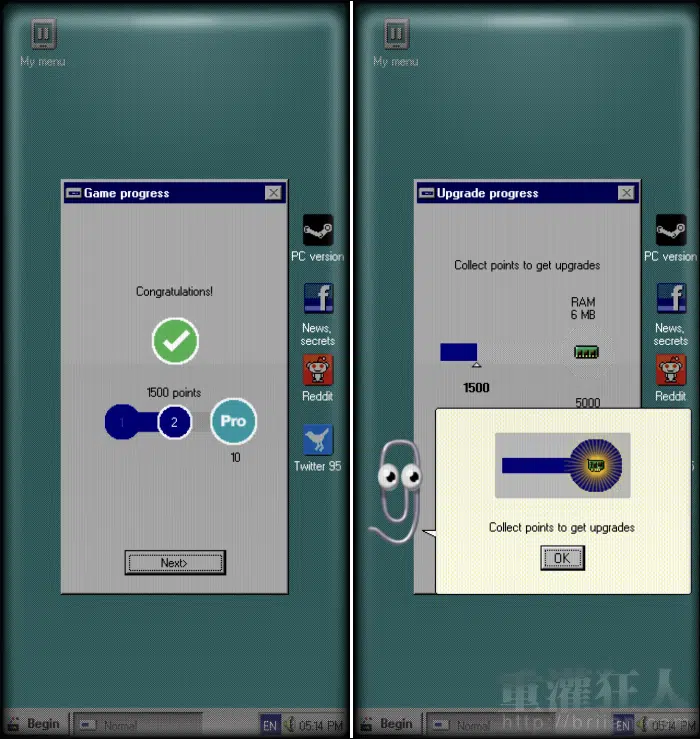 My menu
Game progress
Congratulations!
1500 points
1
2
Pro
10
Next>
PC version
News,
secrets
Reddit
Twitter 95
Begin
Normal
EN
05:14 PM
My menu
Upgrade progress
Collect points to get upgrades
RAM
6 MB
1500
5000
Collect points to get upgrades
OK
PC version
News,
secrets
Reddit
重灌狂人
Begin
Normal
EN
05:14 PM